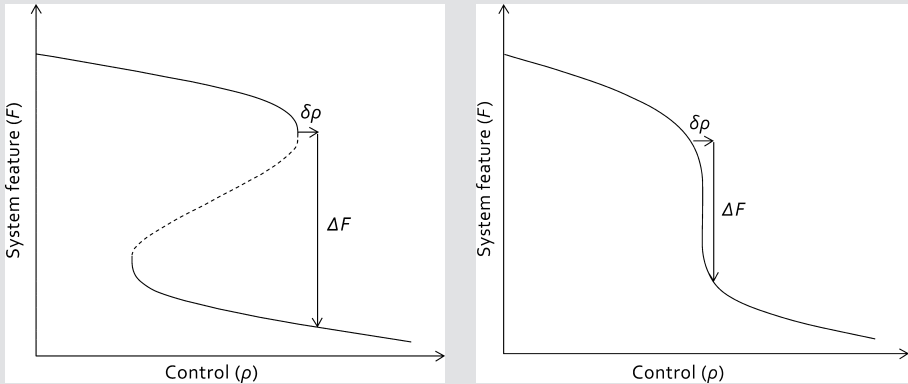 System feature (F)
δρ
ΔF
Control (ρ)
System feature (F)
δρ
ΔF
Control (ρ)